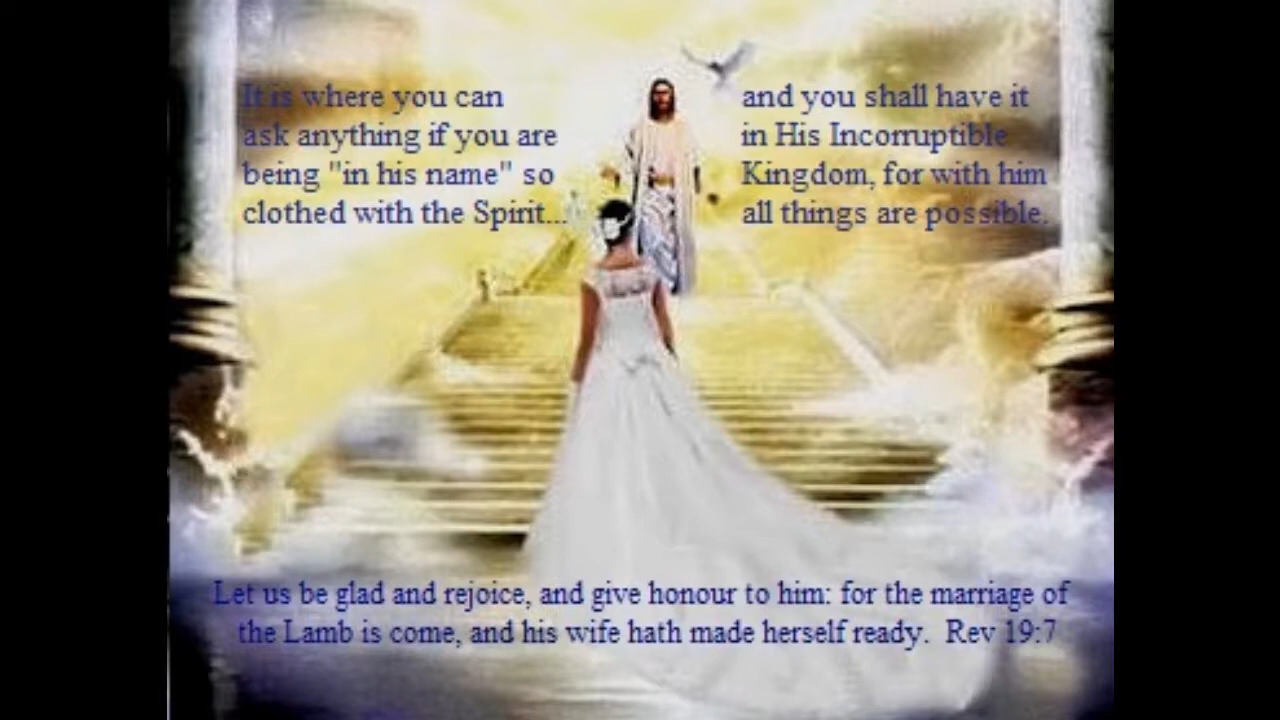 It is where you can
ask anything if you are
being "in his name" so
clothed with the Spirit...
and you shall have it
in His Incorruptible
Kingdom, for with him
all things are possible.
Let us be glad and rejoice, and give honour to him: for the marriage of
the Lamb is come, and his wife hath made herself ready.  Rev 19:7